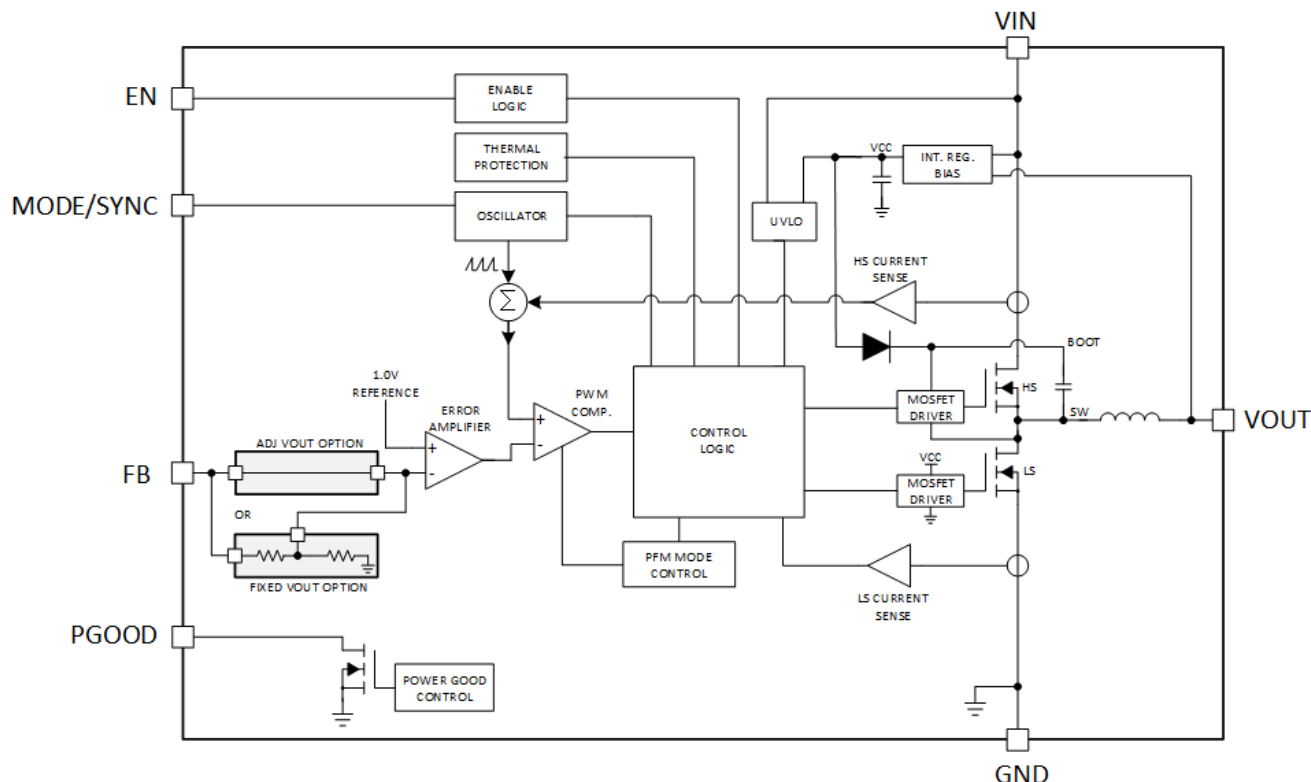 VIN
EN
ENABLE
LOGIC
THERMAL
PROTECTION
VCC
INT. REG.
BIAS
MODE/SYNC
OSCILLATOR
UVLO
HS CURRENT
SENSE
Σ
BOOT
1.0V
REFERENCE
PWM
COMP.
MOSFET
DRIVER
HS
ERROR
AMPLIFIER
+
-
SW
VOUT
ADJ VOUT OPTION
+
-
CONTROL
LOGIC
FB
VCC
MOSFET
DRIVER
LS
OR
FIXED VOUT OPTION
PFM MODE
CONTROL
LS CURRENT
SENSE
PGOOD
POWER GOOD
CONTROL
GND